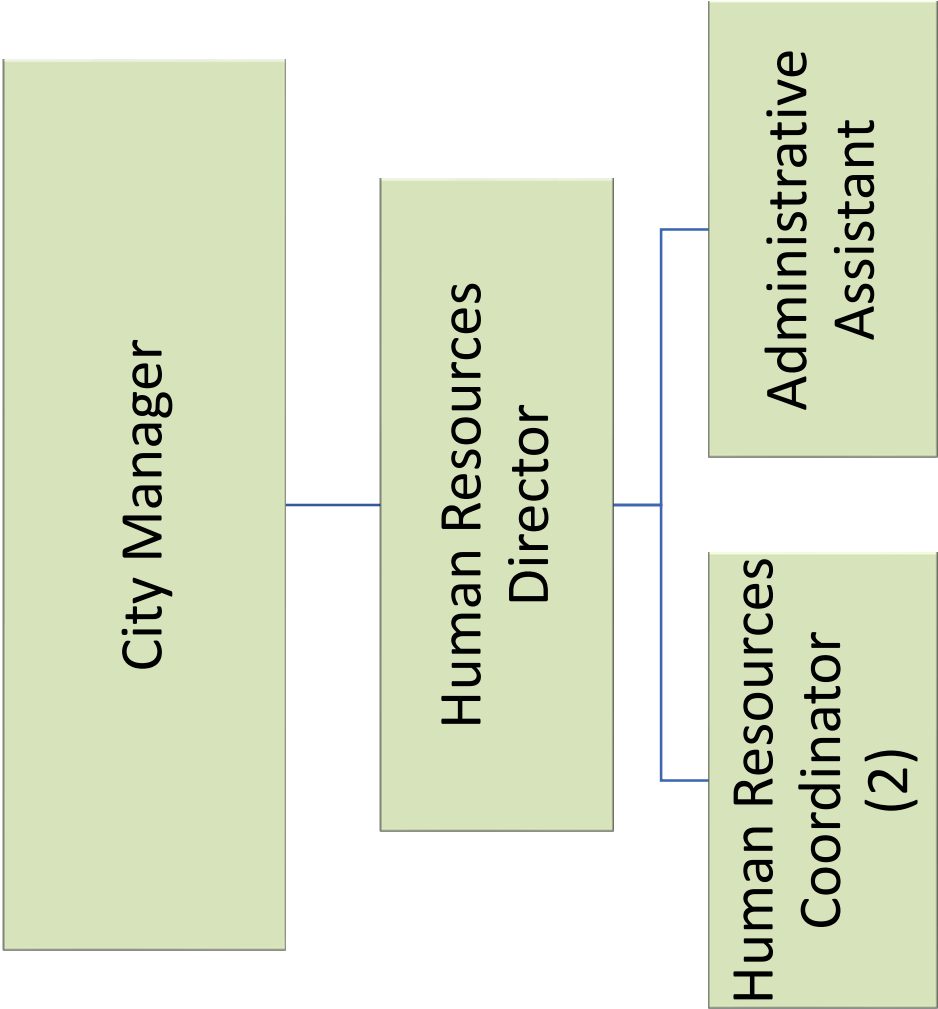 City Manager
Human Resources
Director
Human Resources
Coordinator
(2)
Administrative
Assistant